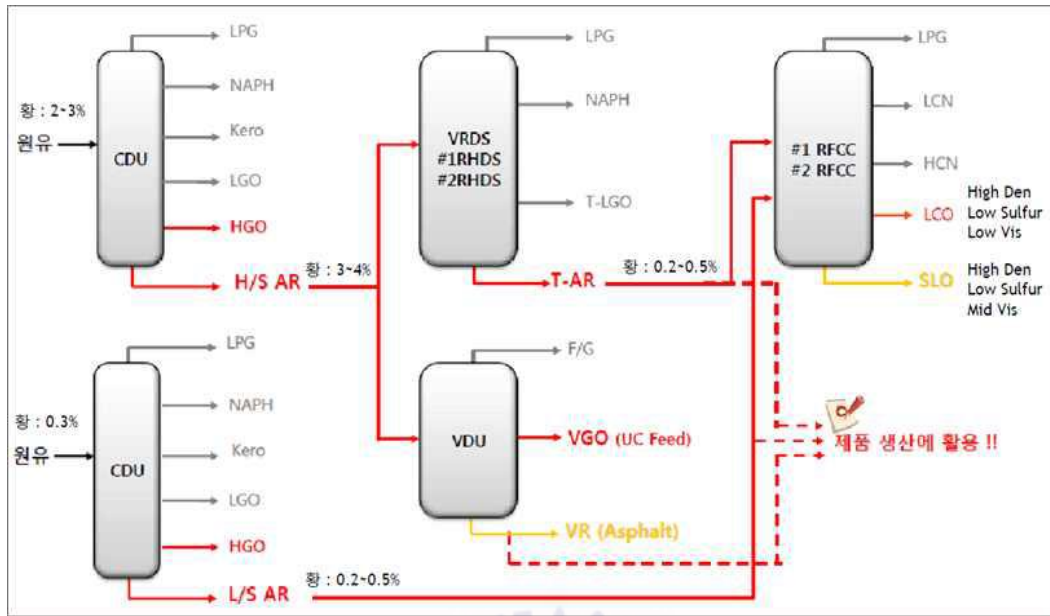 황 : 2~3%
원유
CDU
LPG
NAPH
Kero
LGO
HGO
H/S AR
황 : 3~4%
VRDS
#1RHDS
#2RHDS
LPG
NAPH
T-LGO
T-AR
황 : 0.2~0.5%
#1 RFCC
#2 RFCC
LPG
LCN
HCN
LCO
High Den
Low Sulfur
Low Vis
SLO
High Den
Low Sulfur
Mid Vis
황 : 0.3%
원유
CDU
LPG
NAPH
Kero
LGO
HGO
L/S AR
황 : 0.2~0.5%
VDU
F/G
VGO (UC Feed)
VR (Asphalt)
제품 생산에 활용 !!